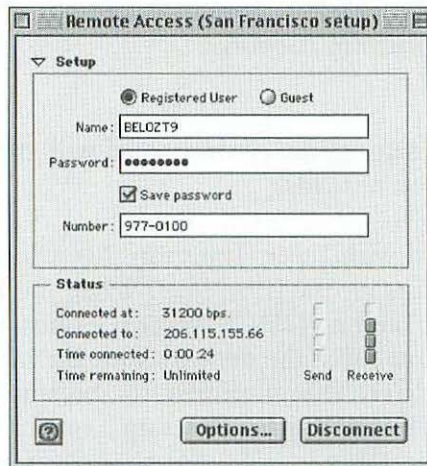 Remote Access (San Francisco setup)
Setup
Registered User Guest
Name: BELOZT9
Password: ●●●●●●●●
Save password
Number: 977-0100
Status
Connected at: 31200 bps.
Connected to: 206.115.155.66
Time connected: 0:00:24
Time remaining: Unlimited Send Receive
? Options... Disconnect